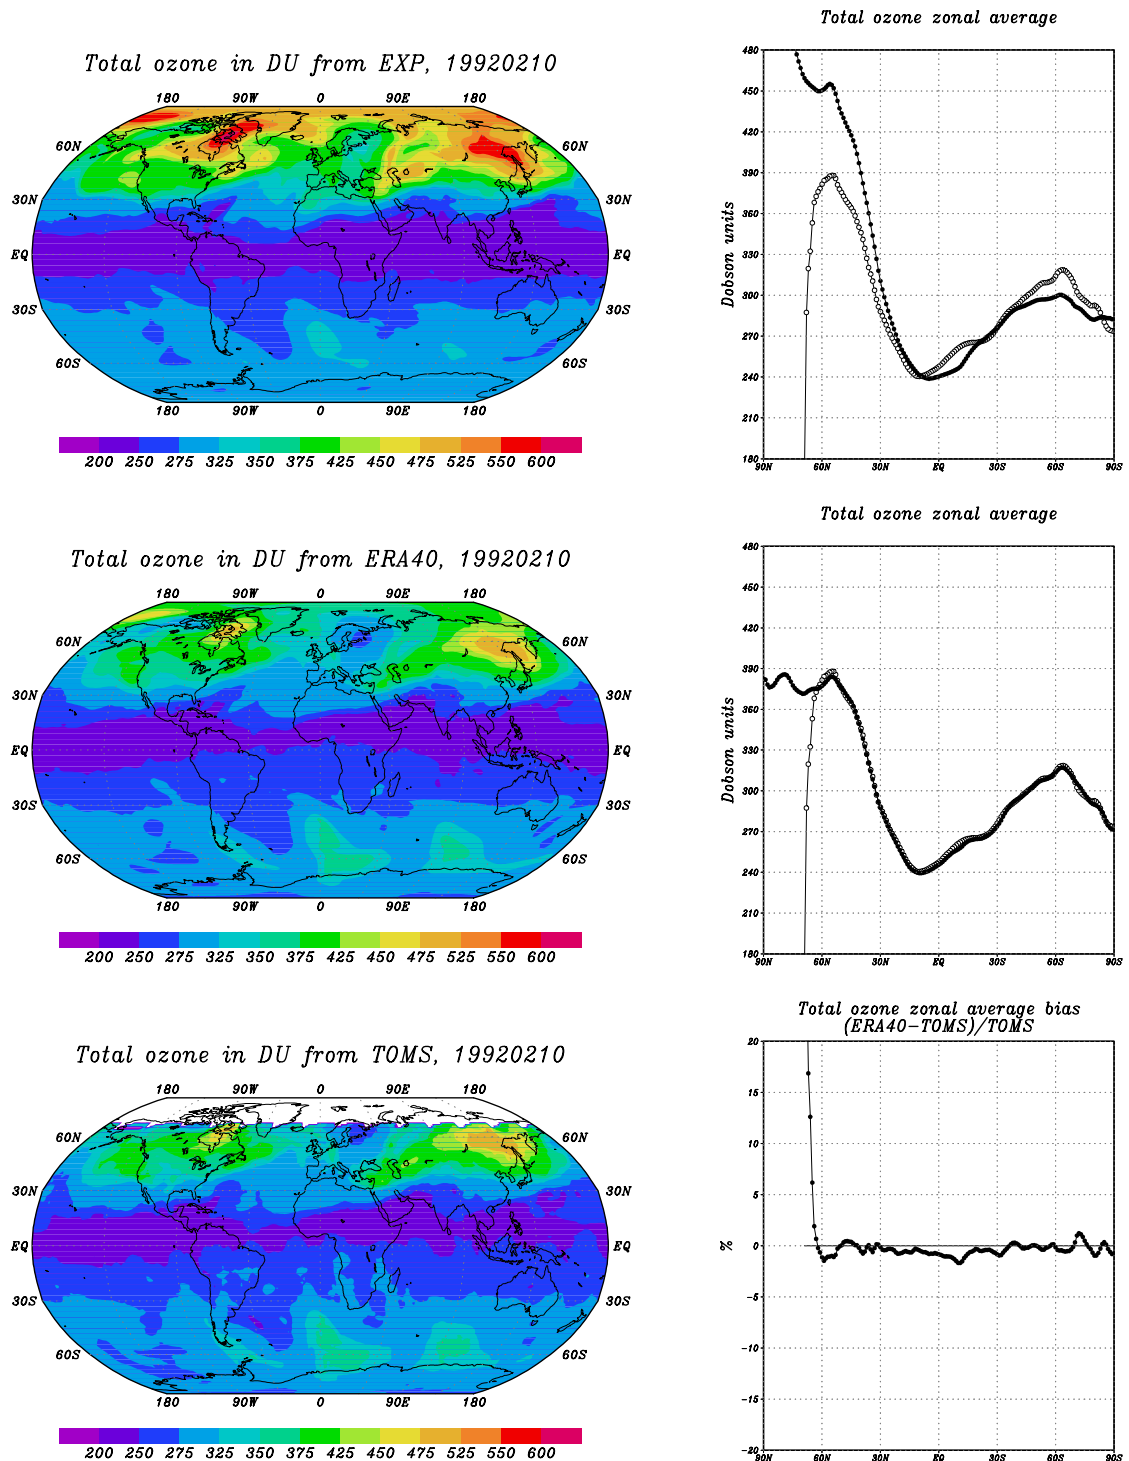 Total ozone zonal average
Total ozone in DU from EXP, 19920210
180 90W 0 90E 180
60N 60N
30N 30N
EQ EQ
30S 30S
60S 60S
180 90W 0 90E 180
200 250 275 325 350 375 425 450 475 525 550 600
Dobson units
480
450
420
390
360
330
300
270
240
210
180
90N 60N 30N EQ 30S 60S 90S
Total ozone zonal average
Total ozone in DU from ERA40, 19920210
180 90W 0 90E 180
60N 60N
30N 30N
EQ EQ
30S 30S
60S 60S
180 90W 0 90E 180
200 250 275 325 350 375 425 450 475 525 550 600
Dobson units
480
450
420
390
360
330
300
270
240
210
180
90N 60N 30N EQ 30S 60S 90S
Total ozone zonal average bias
(ERA40-TOMS)/TOMS
Total ozone in DU from TOMS, 19920210
180 90W 0 90E 180
60N 60N
30N 30N
EQ EQ
30S 30S
60S 60S
180 90W 0 90E 180
200 250 275 325 350 375 425 450 475 525 550 600
%
20
15
10
5
0
-5
-10
-15
-20
90N 60N 30N EQ 30S 60S 90S